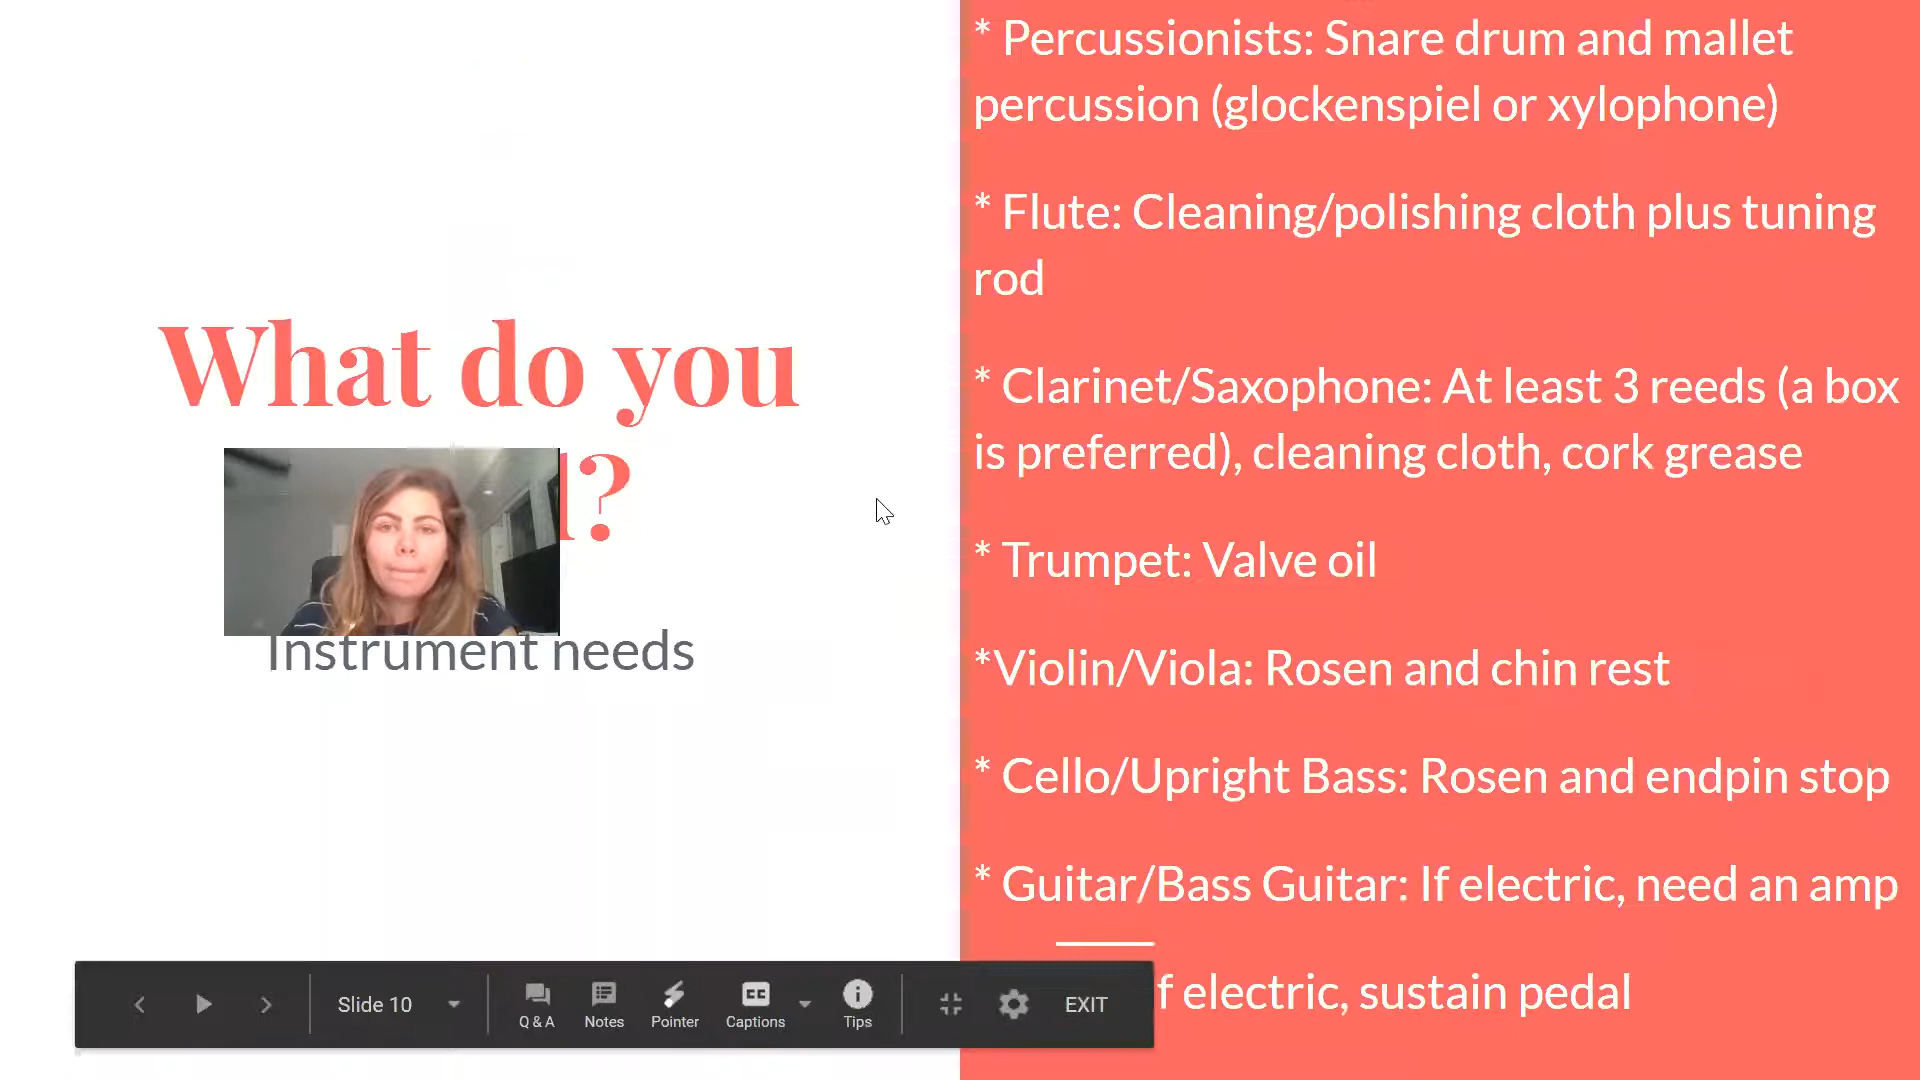 What do you
?
Instrument needs
* Percussionists: Snare drum and mallet
percussion (glockenspiel or xylophone)
* Flute: Cleaning/polishing cloth plus tuning
rod
* Clarinet/Saxophone: At least 3 reeds (a box
is preferred), cleaning cloth, cork grease
* Trumpet: Valve oil
*Violin/Viola: Rosen and chin rest
* Cello/Upright Bass: Rosen and endpin stop
* Guitar/Bass Guitar: If electric, need an amp
f electric, sustain pedal
Slide 10
Q & A
Notes
Pointer
CC
Captions
Tips
EXIT